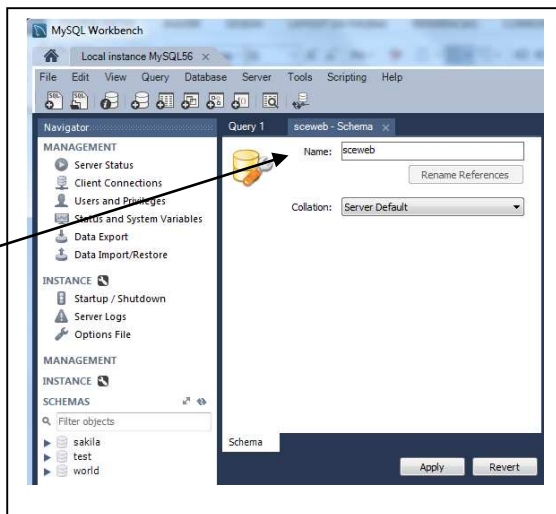 MySQL Workbench
Local instance MySQL56
File Edit View Query Database Server Tools Scripting Help
Navigator
MANAGEMENT
Server Status
Client Connections
Users and Privileges
Status and System Variables
Data Export
Data Import/Restore
INSTANCE
Startup / Shutdown
Server Logs
Options File
MANAGEMENT
INSTANCE
SCHEMAS
Filter objects
sakila
test
world
Query 1 sceweb - Schema
Name: sceweb
Rename References
Collation: Server Default
Schema
Apply Revert